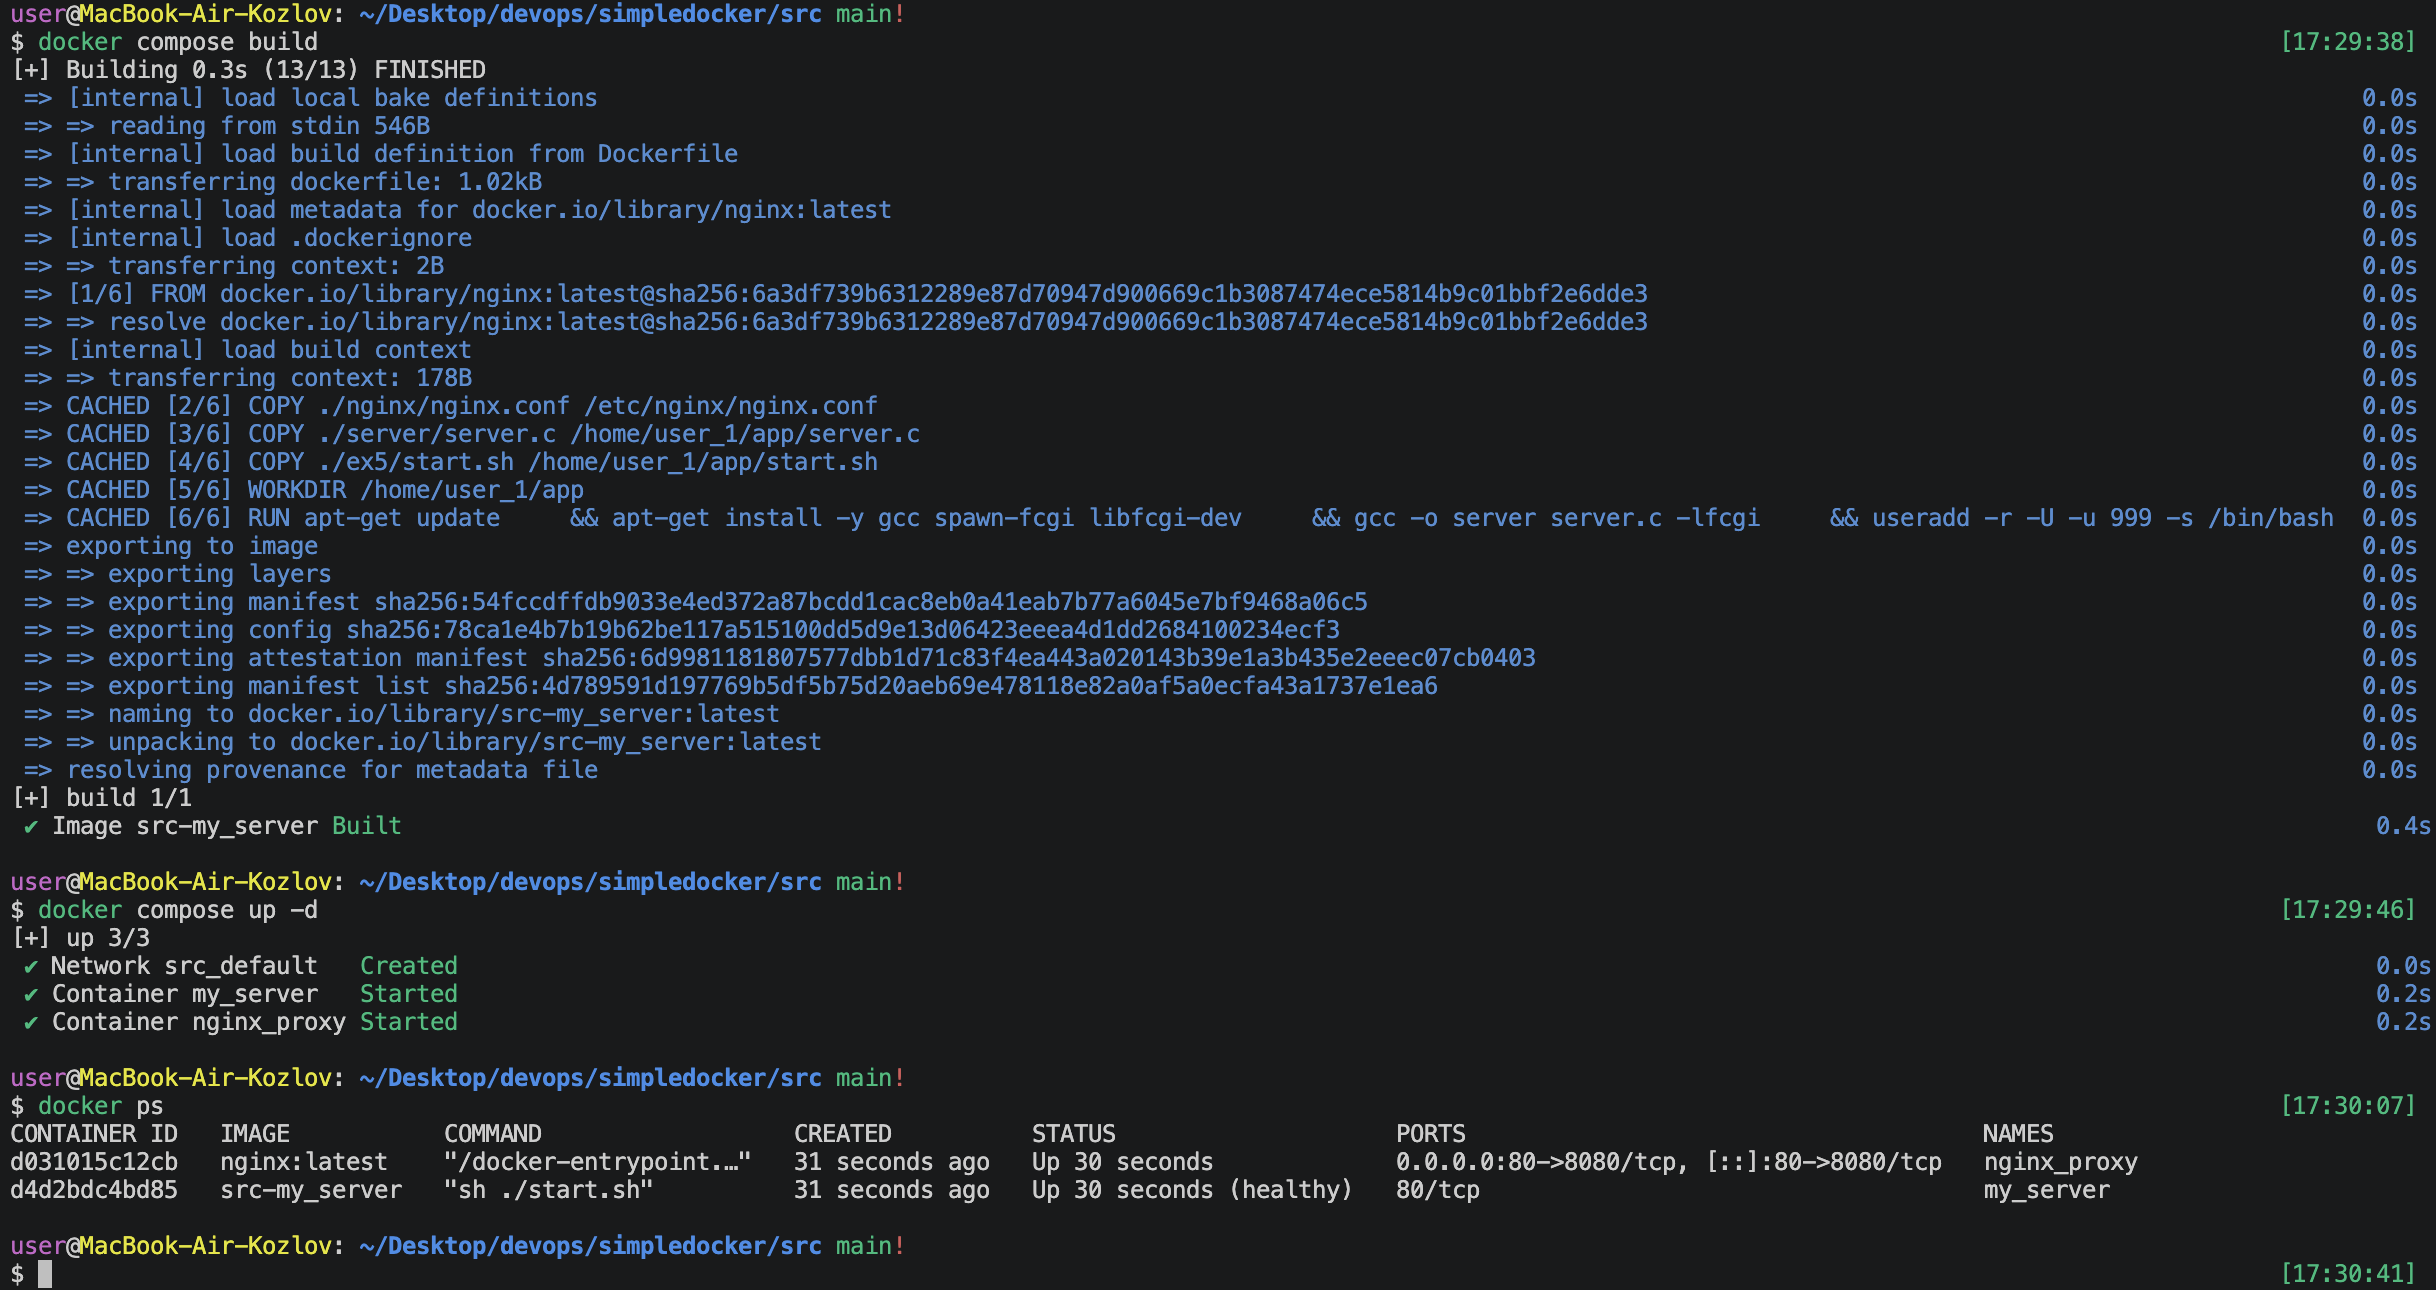 user@MacBook-Air-Kozlov: ~/Desktop/devops/simpledocker/src main!
$ docker compose build [17:29:38]
[+] Building 0.3s (13/13) FINISHED
=> [internal] load local bake definitions 0.0s
=> => reading from stdin 546B 0.0s
=> [internal] load build definition from Dockerfile 0.0s
=> => transferring dockerfile: 1.02kB 0.0s
=> [internal] load metadata for docker.io/library/nginx:latest 0.0s
=> [internal] load .dockerignore 0.0s
=> => transferring context: 2B 0.0s
=> [1/6] FROM docker.io/library/nginx:latest@sha256:6a3df739b6312289e87d70947d900669c1b3087474ece5814b9c01bbf2e6dde3 0.0s
=> => resolve docker.io/library/nginx:latest@sha256:6a3df739b6312289e87d70947d900669c1b3087474ece5814b9c01bbf2e6dde3 0.0s
=> [internal] load build context 0.0s
=> => transferring context: 178B 0.0s
=> CACHED [2/6] COPY ./nginx/nginx.conf /etc/nginx/nginx.conf 0.0s
=> CACHED [3/6] COPY ./server/server.c /home/user_1/app/server.c 0.0s
=> CACHED [4/6] COPY ./ex5/start.sh /home/user_1/app/start.sh 0.0s
=> CACHED [5/6] WORKDIR /home/user_1/app 0.0s
=> CACHED [6/6] RUN apt-get update && apt-get install -y gcc spawn-fcgi libfcgi-dev && gcc -o server server.c -lfcgi && useradd -r -U -u 999 -s /bin/bash 0.0s
=> exporting to image 0.0s
=> => exporting layers 0.0s
=> => exporting manifest sha256:54fccdffdb9033e4ed372a87bcdd1cac8eb0a41eab7b77a6045e7bf9468a06c5 0.0s
=> => exporting config sha256:78ca1e4b7b19b62be117a515100dd5d9e13d06423eeea4d1dd2684100234ecf3 0.0s
=> => exporting attestation manifest sha256:6d9981181807577dbb1d71c83f4ea443a020143b39e1a3b435e2eeec07cb0403 0.0s
=> => exporting manifest list sha256:4d789591d197769b5df5b75d20aeb69e478118e82a0af5a0ecfa43a1737e1ea6 0.0s
=> => naming to docker.io/library/src-my_server:latest 0.0s
=> => unpacking to docker.io/library/src-my_server:latest 0.0s
=> resolving provenance for metadata file 0.0s
[+] build 1/1
✔ Image src-my_server Built 0.4s
user@MacBook-Air-Kozlov: ~/Desktop/devops/simpledocker/src main!
$ docker compose up -d [17:29:46]
[+] up 3/3
✔ Network src_default Created 0.0s
✔ Container my_server Started 0.2s
✔ Container nginx_proxy Started 0.2s
user@MacBook-Air-Kozlov: ~/Desktop/devops/simpledocker/src main!
$ docker ps [17:30:07]
CONTAINER ID IMAGE COMMAND CREATED STATUS PORTS NAMES
d031015c12cb nginx:latest "/docker-entrypoint.…" 31 seconds ago Up 30 seconds 0.0.0.0:80->8080/tcp, [::]:80->8080/tcp nginx_proxy
d4d2bdc4bd85 src-my_server "sh ./start.sh" 31 seconds ago Up 30 seconds (healthy) 80/tcp my_server
user@MacBook-Air-Kozlov: ~/Desktop/devops/simpledocker/src main!
$ [17:30:41]